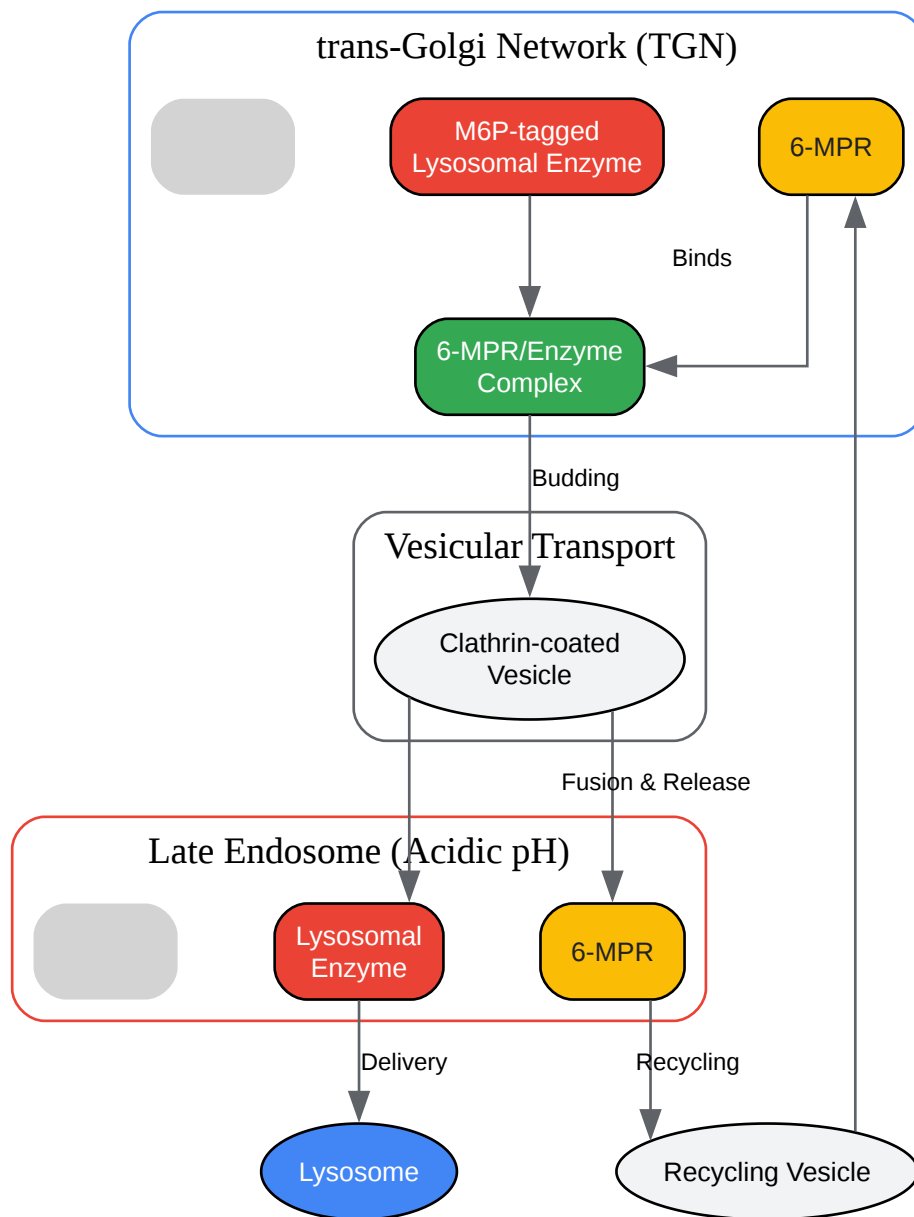 trans-Golgi Network (TGN)
M6P-tagged
Lysosomal Enzyme
6-MPR
Binds
6-MPR/Enzyme
Complex
Budding
Vesicular Transport
Clathrin-coated
Vesicle
Fusion & Release
Late Endosome (Acidic pH)
Lysosomal
Enzyme
6-MPR
Delivery
Recycling
Lysosome
Recycling Vesicle